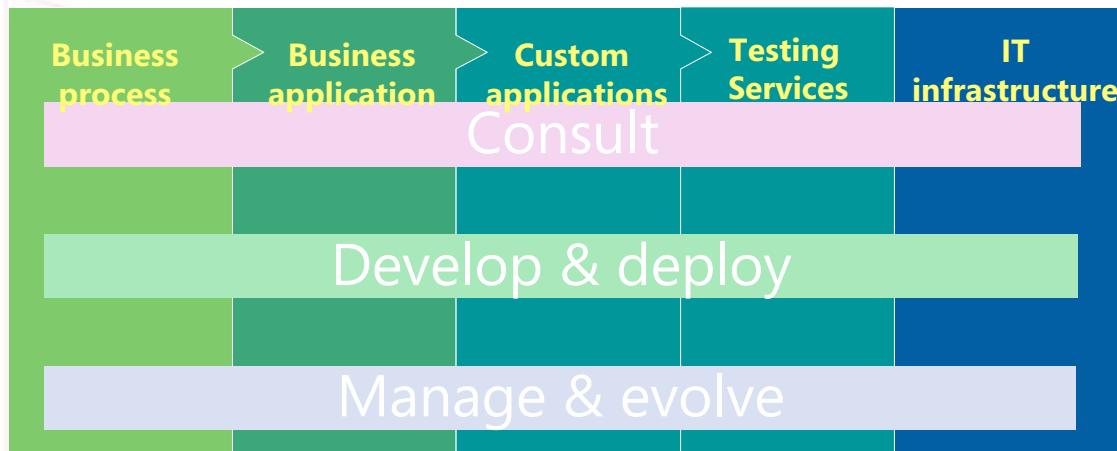 Business
process
Business
application
Custom
applications
Testing
Services
IT
infrastructure
Consult
Develop & deploy
Manage & evolve